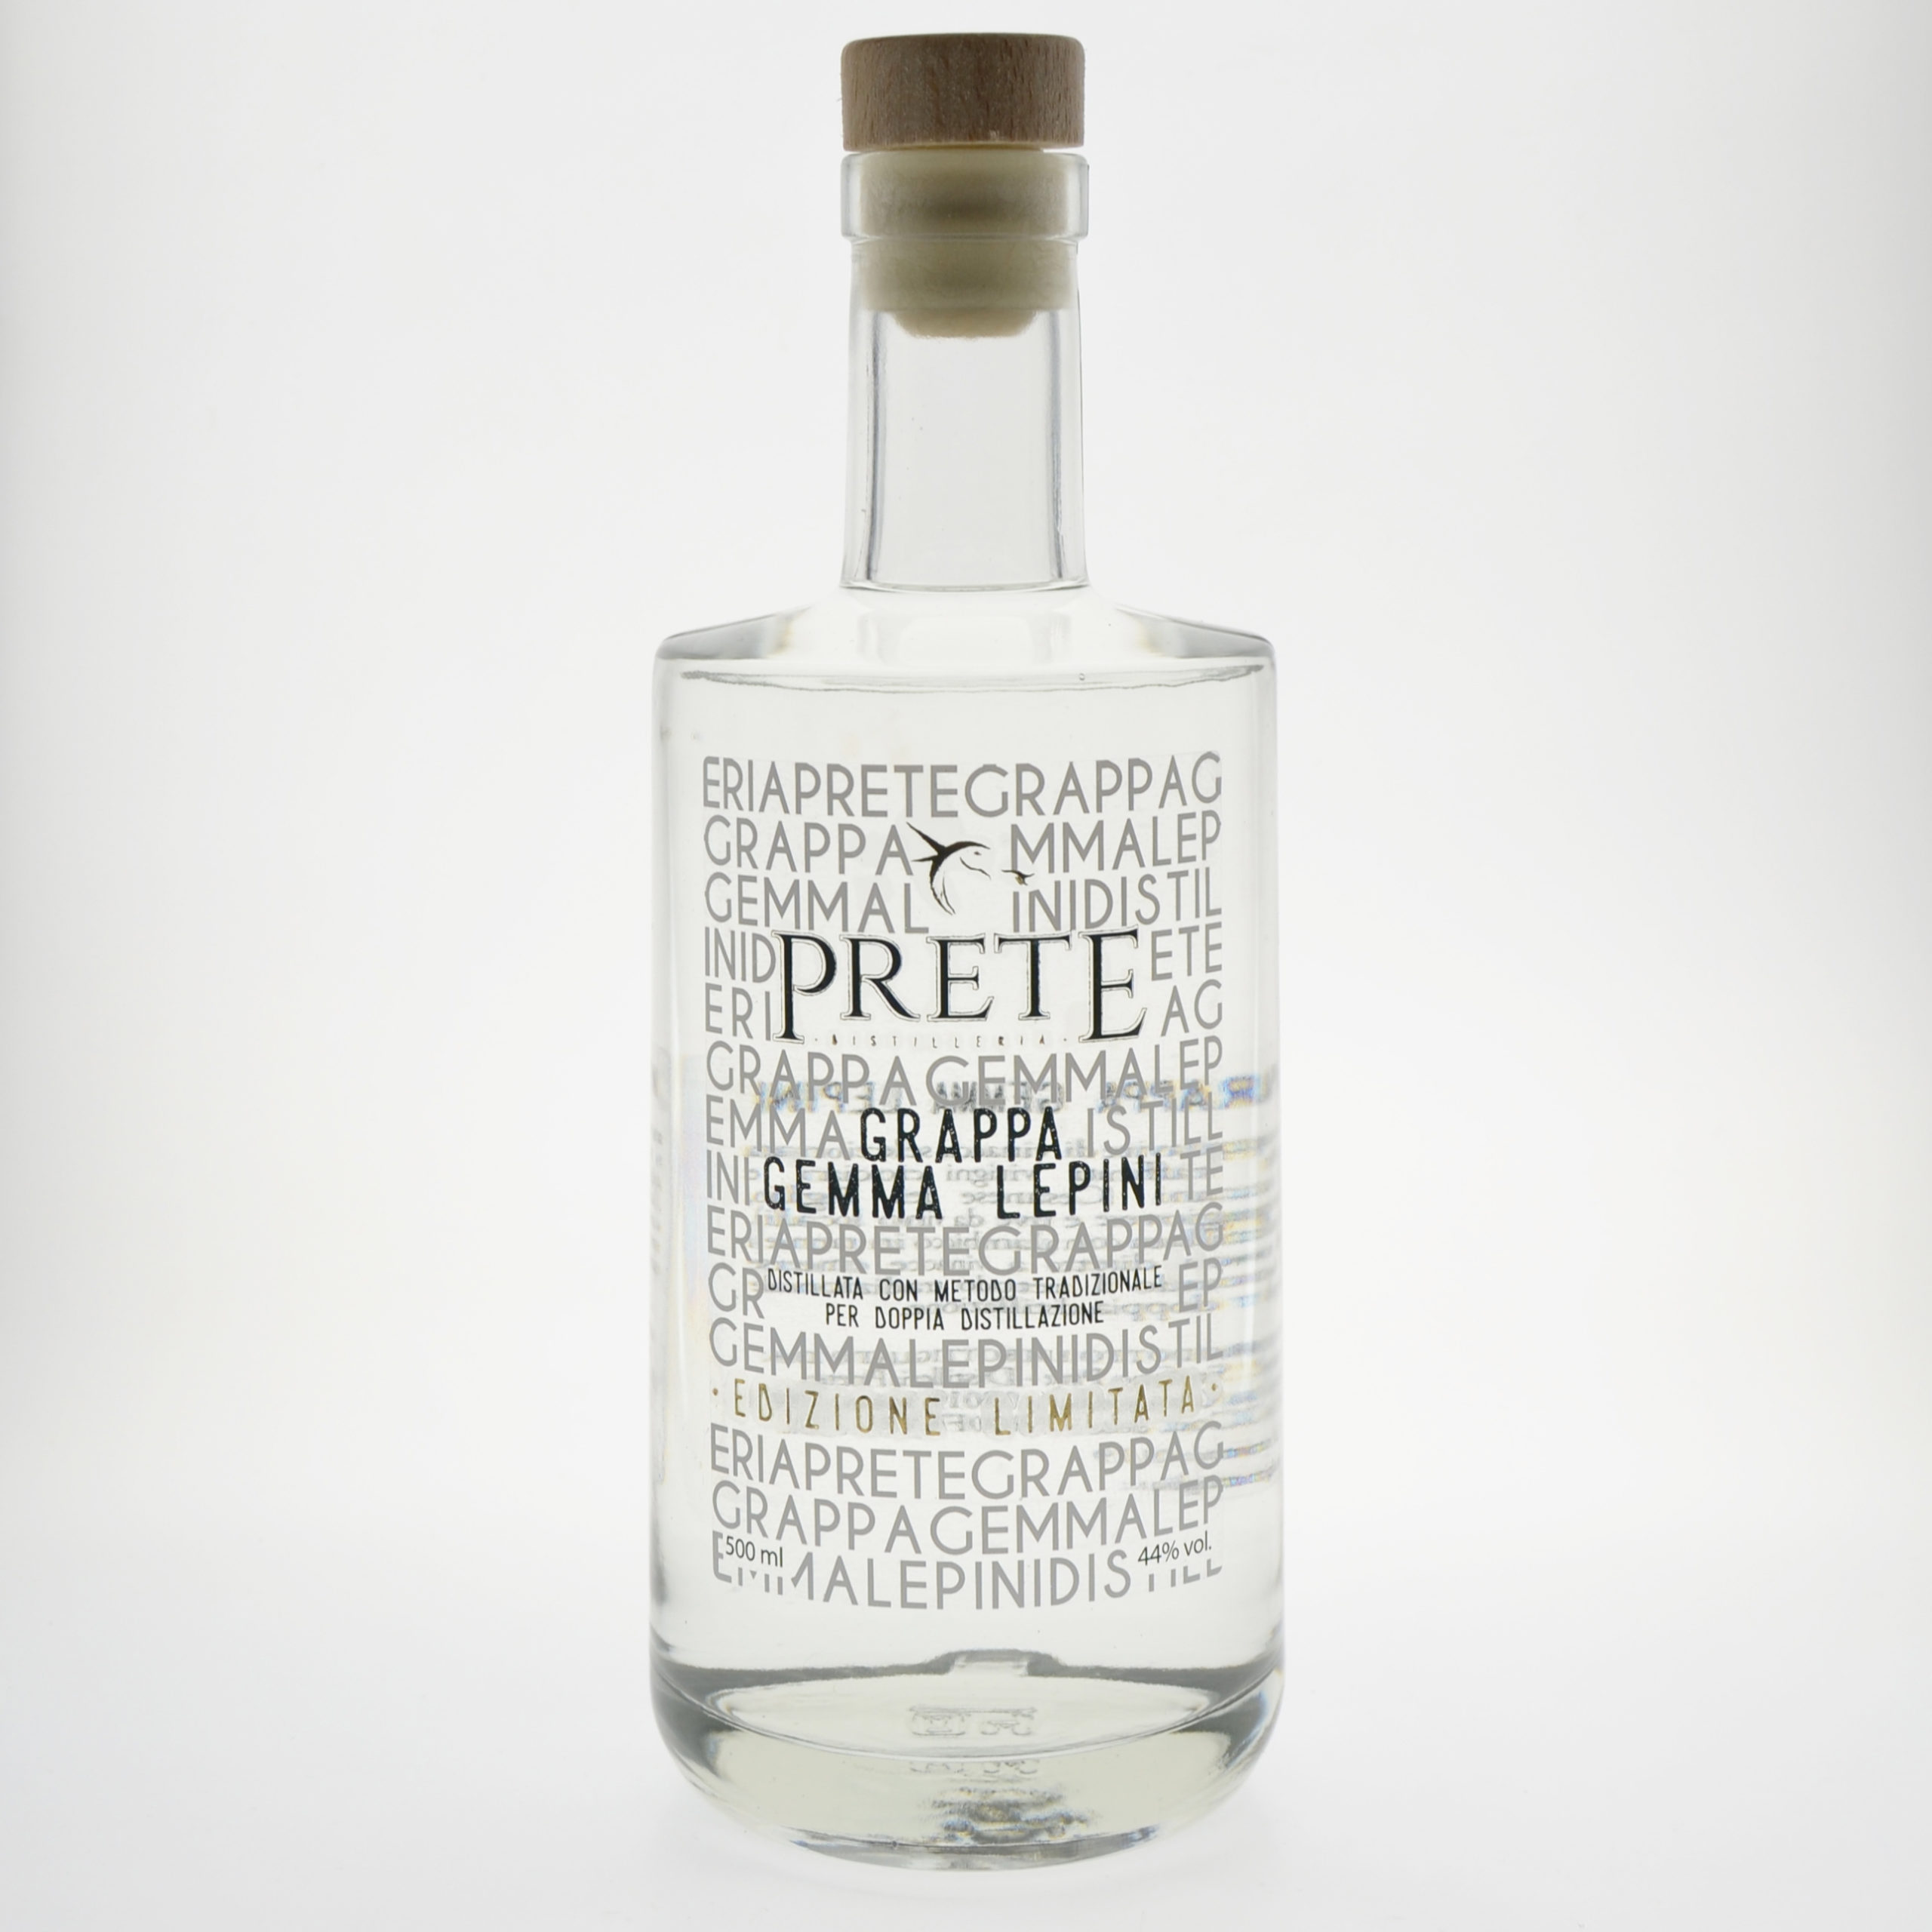 ERIAPRETEGRAPPAG
GRAPPA MMALEP
GEMMAL INIDISTIL
INID PRETE ETE
ERI AG
·DISTILLERIA·
GRAPPAGEMMALEP
EMMA GRAPPA ISTILL
INI GEMMA LEPINI TE
ERIAPRETEGRAPPAG
GR DISTILLATA CON METODO TRADIZIONALE EP
PER DOPPIA DISTILLAZIONE
GEMMALEPINIDISTIL
·EDIZIONE LIMITATA·
ERIAPRETEGRAPPAG
GRAPPAGEMMALEP
500 ml 44% vol.
EMMALEPINIDISTILL